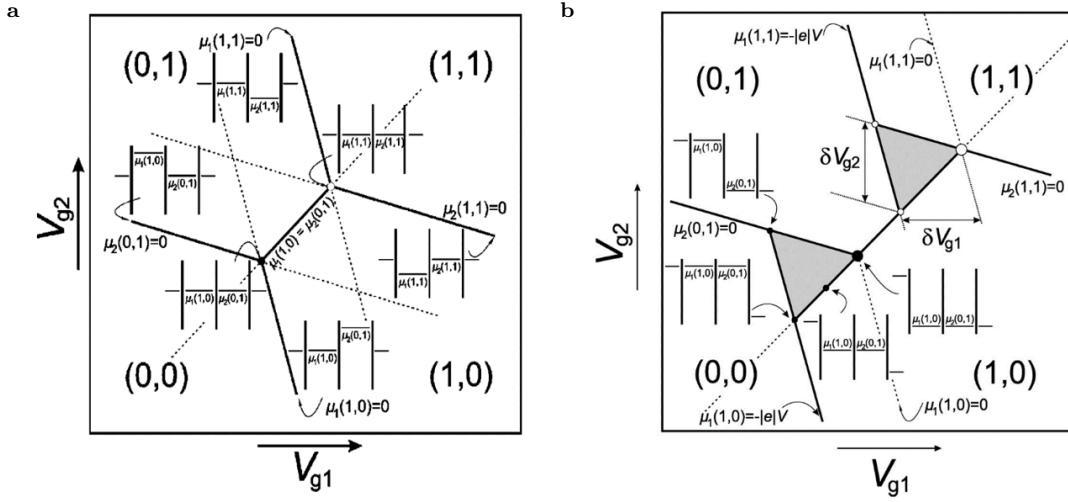 a
μ₁(1,1)=0
(0,1)
(1,1)
μ₁(1,1)
μ₂(1,1)
μ₁(1,1)
μ₂(1,1)
μ₁(1,0)
μ₂(0,1)
μ₁(1,0) = μ₂(0,1)
μ₂(1,1)=0
μ₂(0,1)=0
μ₁(1,1)
μ₂(1,1)
μ₁(1,0)
μ₂(0,1)
μ₁(1,0)
μ₂(0,1)
(0,0)
(1,0)
μ₁(1,0)=0
Vg2
Vg1
b
μ₁(1,1)=-|e|V
μ₁(1,1)=0
(0,1)
(1,1)
μ₁(1,0)
μ₂(0,1)
δVg2
μ₂(1,1)=0
δVg1
μ₂(0,1)=0
μ₁(1,0)
μ₂(0,1)
μ₁(1,0)
μ₂(0,1)
μ₁(1,0)
μ₂(0,1)
(0,0)
(1,0)
μ₁(1,0)=-|e|V
μ₁(1,0)=0
Vg2
Vg1